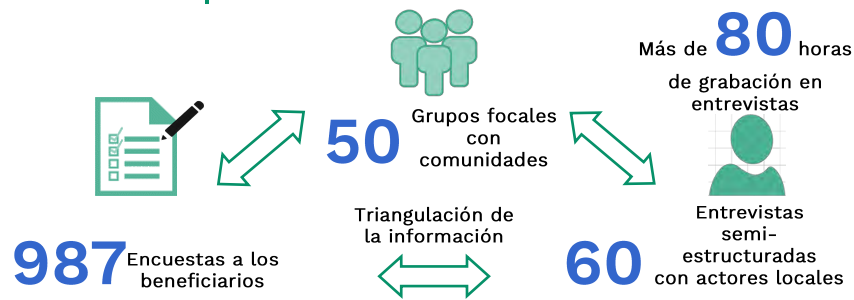 Más de 80 horas
de grabación en
entrevistas
50 Grupos focales
con
comunidades
Triangulación de
la información
987 Encuestas a los
beneficiarios
60 Entrevistas
semi-
estructuradas
con actores locales